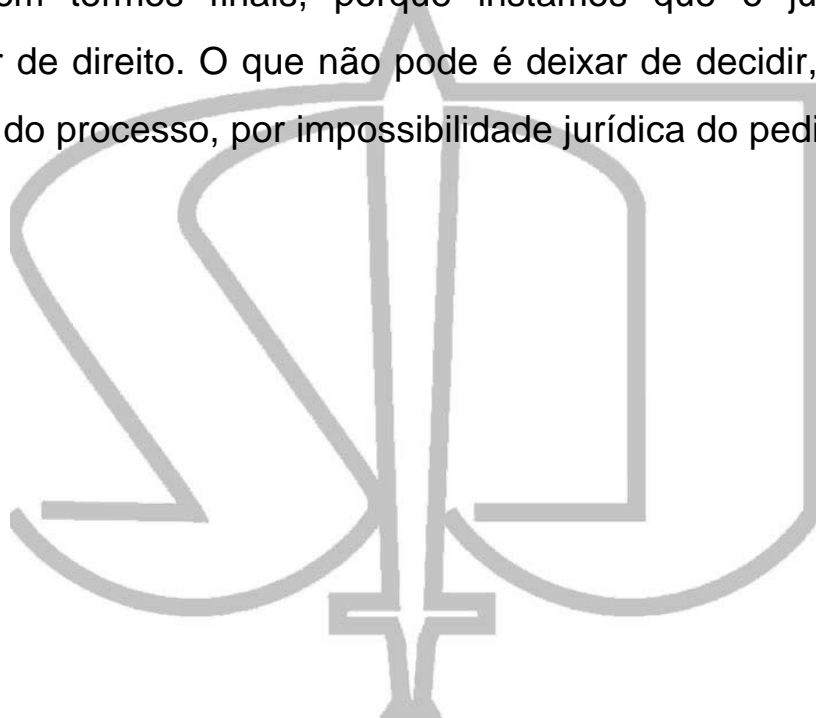 om termos finais, porque instamos que o ju
r de direito. O que não pode é deixar de decidir,
do processo, por impossibilidade jurídica do pedi